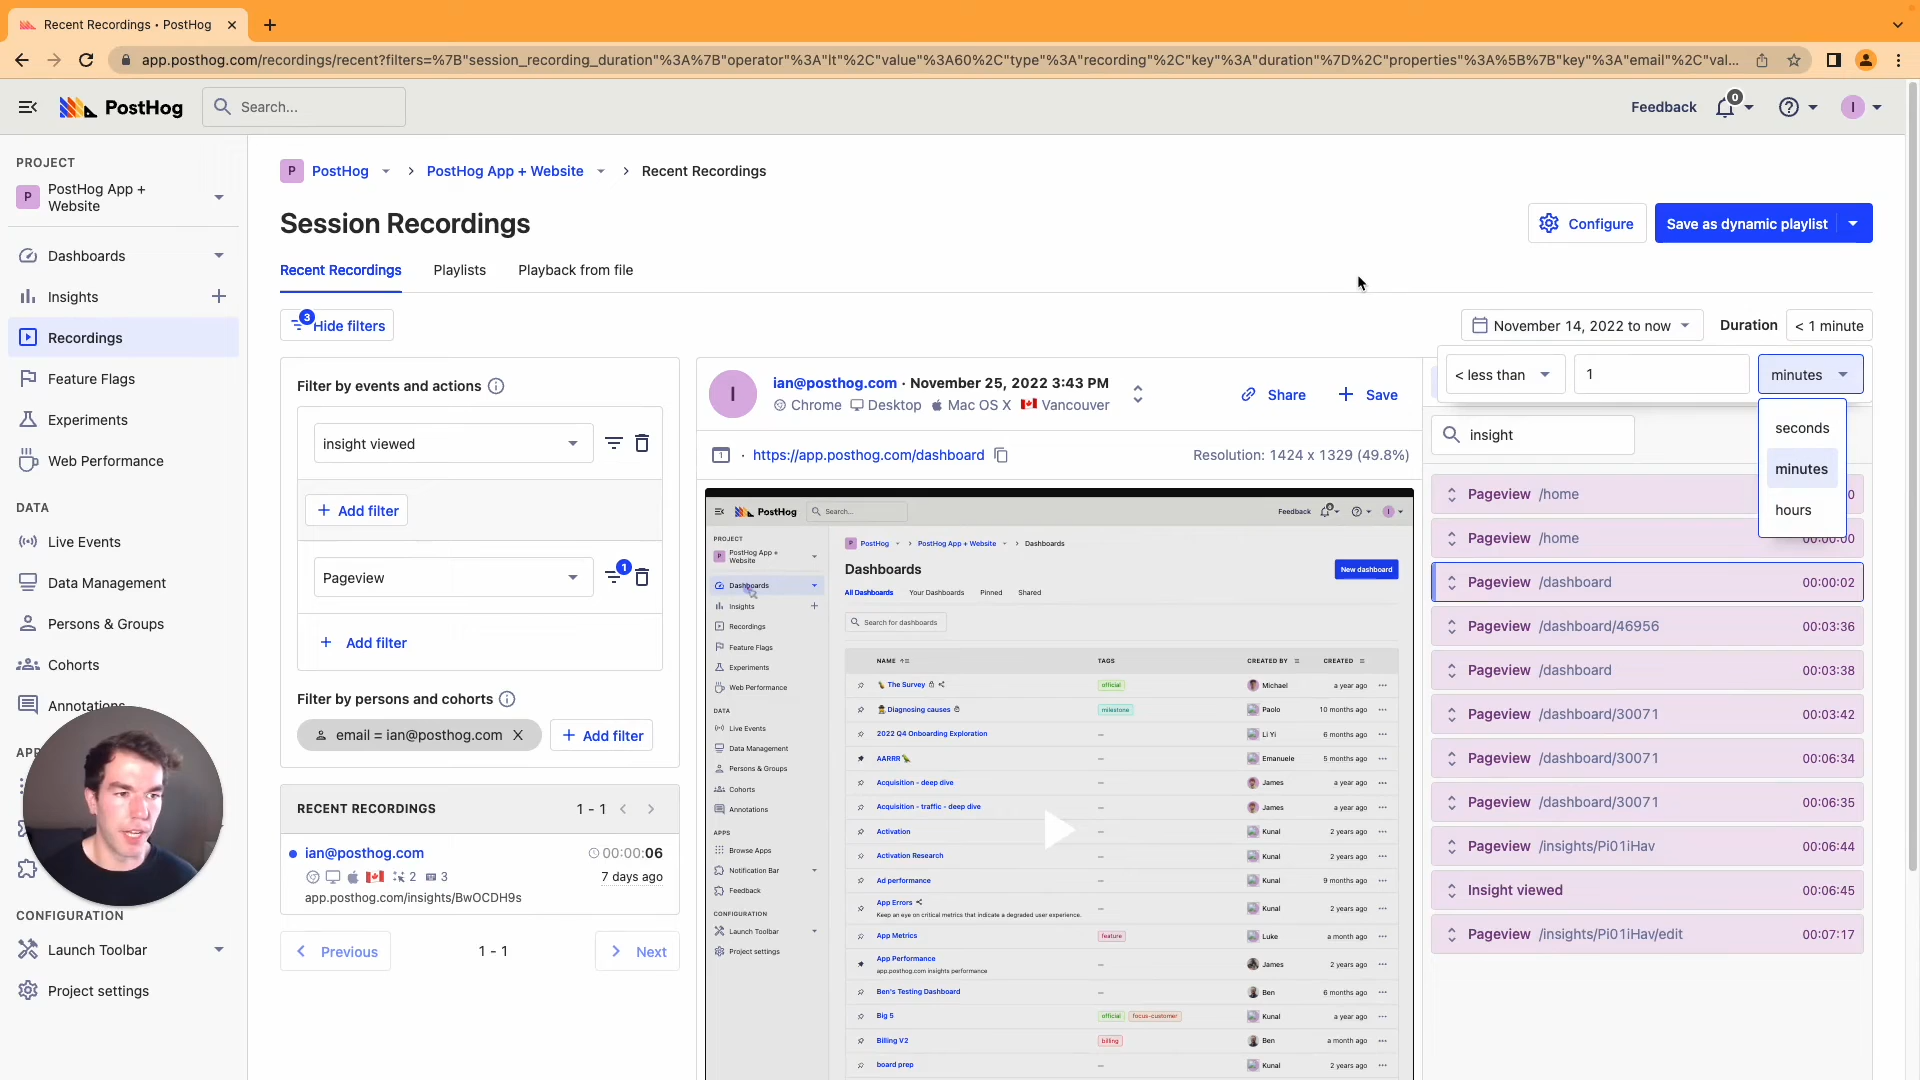 Recent Recordings • PostHog
app.posthog.com/recordings/recent?filters=%7B"session_recording_duration"%3A%7B"operator"%3A"lt"%2C"value"%3A60%2C"type"%3A"recording"%2C"key"%3A"duration"%7D%2C"properties"%3A%5B%7B"key"%3A"email"%2C"val...
PostHog
Search...
Feedback
0
I
PROJECT
P
PostHog App +
Website
Dashboards
Insights
Recordings
Feature Flags
Experiments
Web Performance
DATA
Live Events
Data Management
Persons & Groups
Cohorts
Annotations
CONFIGURATION
Launch Toolbar
Project settings
P PostHog > PostHog App + Website > Recent Recordings
Session Recordings
Configure
Save as dynamic playlist
Recent Recordings
Playlists
Playback from file
3
Hide filters
November 14, 2022 to now
Duration
< 1 minute
Filter by events and actions
insight viewed
+ Add filter
Pageview
1
+ Add filter
Filter by persons and cohorts
email = ian@posthog.com X
+ Add filter
RECENT RECORDINGS
1 - 1
ian@posthog.com
00:00:06
2 3
7 days ago
app.posthog.com/insights/BwOCDH9s
Previous
1 - 1
Next
I
ian@posthog.com · November 25, 2022 3:43 PM
Chrome Desktop Mac OS X Vancouver
Share
+ Save
1 · https://app.posthog.com/dashboard
Resolution: 1424 x 1329 (49.8%)
PostHog
Search...
Feedback
I
PROJECT
P
PostHog App +
Website
Dashboards
Insights
Recordings
Feature Flags
Experiments
Web Performance
DATA
Live Events
Data Management
Persons & Groups
Cohorts
Annotations
APPS
Browse Apps
Notification Bar
Feedback
CONFIGURATION
Launch Toolbar
Project settings
P PostHog > PostHog App + Website > Dashboards
Dashboards
New dashboard
All Dashboards Your Dashboards Pinned Shared
Search for dashboards
NAME TAGS CREATED BY CREATED
The Survey official Michael a year ago
Diagnosing causes milestone Paolo 10 months ago
2022 Q4 Onboarding Exploration — Li Yi 6 months ago
AARRR — Emanuele 5 months ago
Acquisition - deep dive — James a year ago
Acquisition - traffic - deep dive — James a year ago
Activation — Kunal 2 years ago
Activation Research — Kunal 2 years ago
Ad performance — Kunal 9 months ago
App Errors — Kunal 2 years ago
Keep an eye on critical metrics that indicate a degraded user experience.
App Metrics feature Luke a month ago
App Performance — James 2 years ago
app.posthog.com insights performance
Ben's Testing Dashboard — Ben 6 months ago
Big 5 official focus-customer Kunal a year ago
Billing V2 billing Ben a month ago
board prep — Kunal 2 years ago
< less than
1
minutes
seconds
minutes
hours
insight
Pageview /home
0
Pageview /home 00:00:00
Pageview /dashboard 00:00:02
Pageview /dashboard/46956 00:03:36
Pageview /dashboard 00:03:38
Pageview /dashboard/30071 00:03:42
Pageview /dashboard/30071 00:06:34
Pageview /dashboard/30071 00:06:35
Pageview /insights/Pi01iHav 00:06:44
Insight viewed 00:06:45
Pageview /insights/Pi01iHav/edit 00:07:17